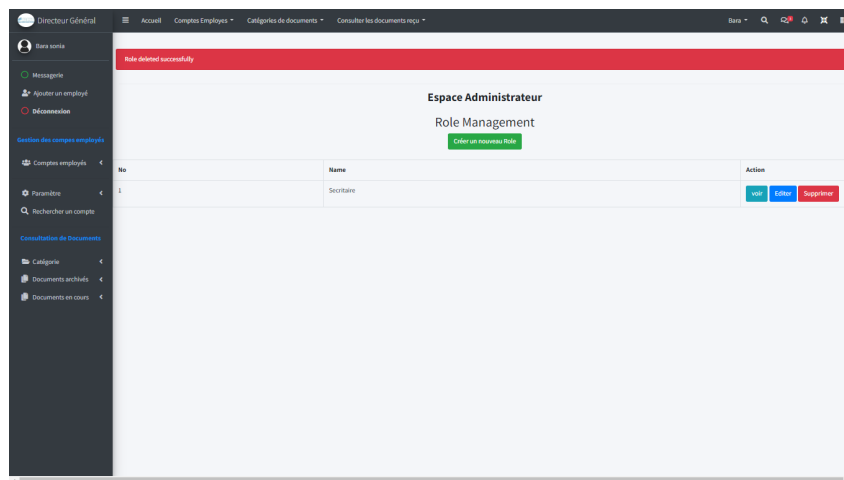 Directeur Général
Accueil Comptes Employes Catégories de documents Consulter les documents reçu Bara
Bara sonia
Role deleted successfully
Messagerie
Ajouter un employé
Déconnexion
Espace Administrateur
Role Management
Créer un nouveau Role
Gestion des compes employés
Comptes employés
No Name Action
1 Secritaire voir Editer Supprimer
Paramètre
Rechercher un compte
Consultation de Documents
Catégorie
Documents archivés
Documents en cours